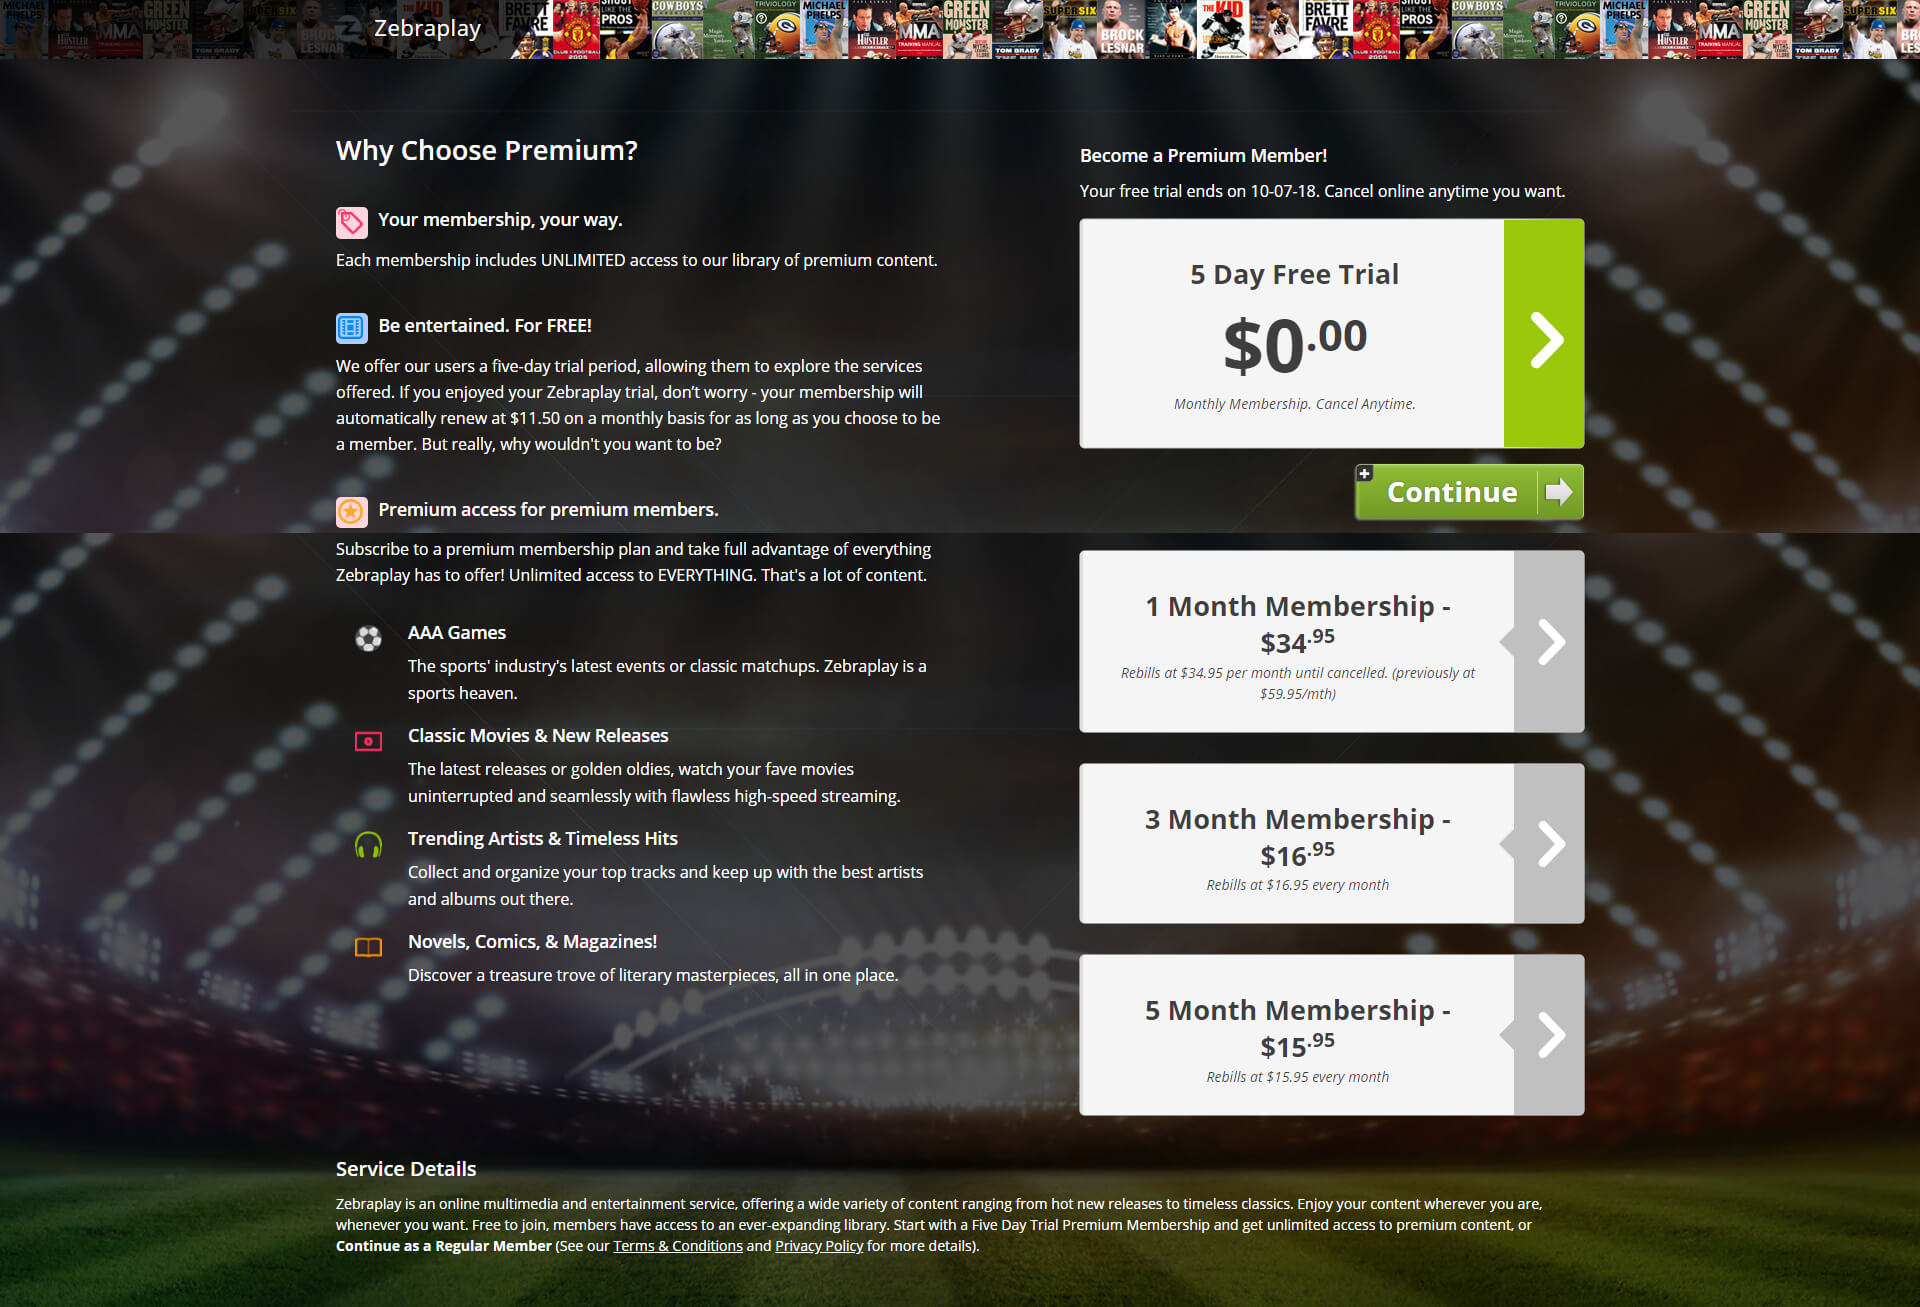 Zebraplay
Why Choose Premium?
Your membership, your way.
Each membership includes UNLIMITED access to our library of premium content.
Be entertained. For FREE!
We offer our users a five-day trial period, allowing them to explore the services
offered. If you enjoyed your Zebraplay trial, don’t worry - your membership will
automatically renew at $11.50 on a monthly basis for as long as you choose to be
a member. But really, why wouldn't you want to be?
Premium access for premium members.
Subscribe to a premium membership plan and take full advantage of everything
Zebraplay has to offer! Unlimited access to EVERYTHING. That's a lot of content.
AAA Games
The sports' industry's latest events or classic matchups. Zebraplay is a
sports heaven.
Classic Movies & New Releases
The latest releases or golden oldies, watch your fave movies
uninterrupted and seamlessly with flawless high-speed streaming.
Trending Artists & Timeless Hits
Collect and organize your top tracks and keep up with the best artists
and albums out there.
Novels, Comics, & Magazines!
Discover a treasure trove of literary masterpieces, all in one place.
Become a Premium Member!
Your free trial ends on 10-07-18. Cancel online anytime you want.
5 Day Free Trial
$0.00
Monthly Membership. Cancel Anytime.
Continue
1 Month Membership -
$34.95
Rebills at $34.95 per month until cancelled. (previously at
$59.95/mth)
3 Month Membership -
$16.95
Rebills at $16.95 every month
5 Month Membership -
$15.95
Rebills at $15.95 every month
Service Details
Zebraplay is an online multimedia and entertainment service, offering a wide variety of content ranging from hot new releases to timeless classics. Enjoy your content wherever you are,
whenever you want. Free to join, members have access to an ever-expanding library. Start with a Five Day Trial Premium Membership and get unlimited access to premium content, or
Continue as a Regular Member (See our Terms & Conditions and Privacy Policy for more details).